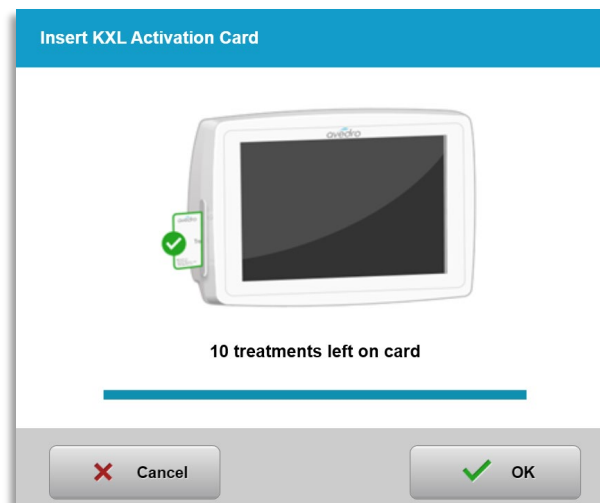 Insert KXL Activation Card
avedro
avedro
10 treatments left on card
Cancel
OK